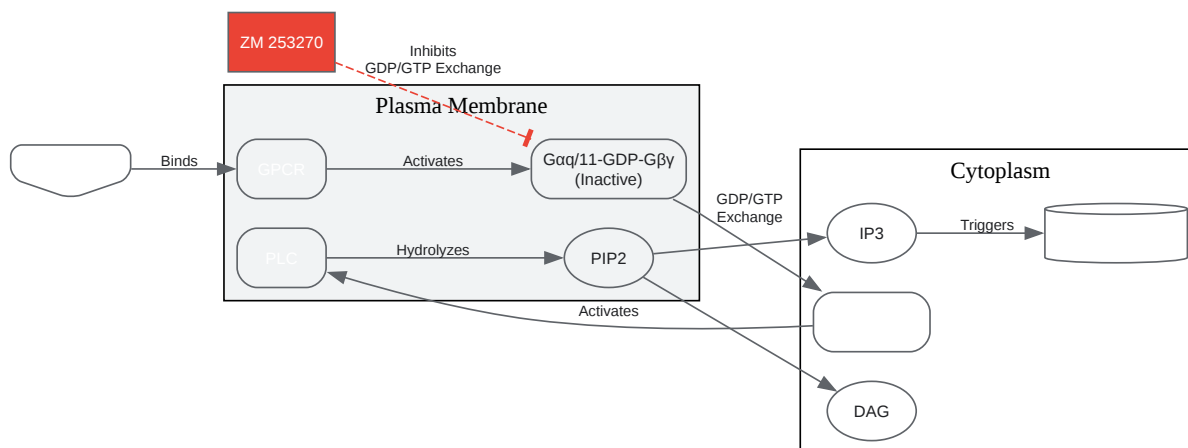 ZM 253270
Inhibits
GDP/GTP Exchange
Plasma Membrane
Binds
GPCR
Activates
Gαq/11-GDP-Gβγ
(Inactive)
Cytoplasm
GDP/GTP
Exchange
IP3
Triggers
PLC
Hydrolyzes
PIP2
Activates
DAG